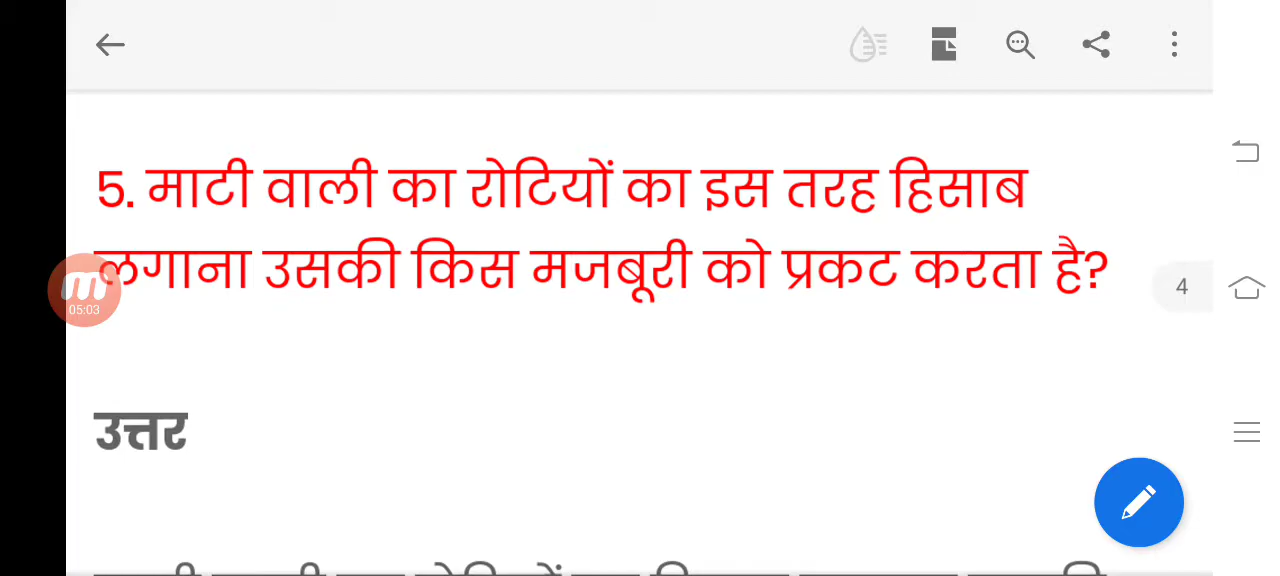 5. माटी वाली का रोटियों का इस तरह हिसाब
लगाना उसकी किस मजबूरी को प्रकट करता है?
05:03
4
उत्तर